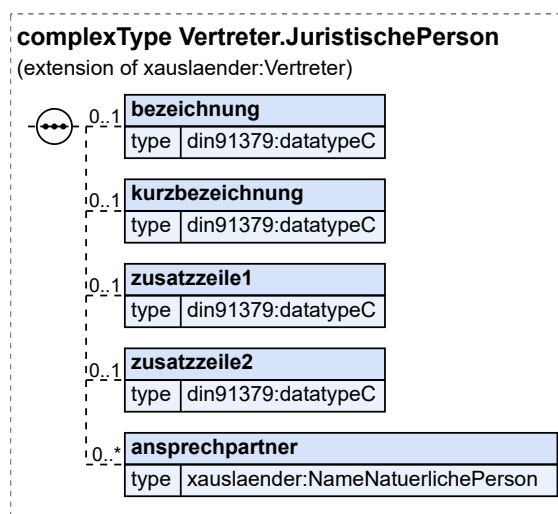 complexType Vertreter.JuristischePerson
(extension of xauslaender:Vertreter)
0..1 bezeichnung
type din91379:datatypeC
0..1 kurzbezeichnung
type din91379:datatypeC
0..1 zusatzzeile1
type din91379:datatypeC
0..1 zusatzzeile2
type din91379:datatypeC
0..* ansprechpartner
type xauslaender:NameNatuerlichePerson